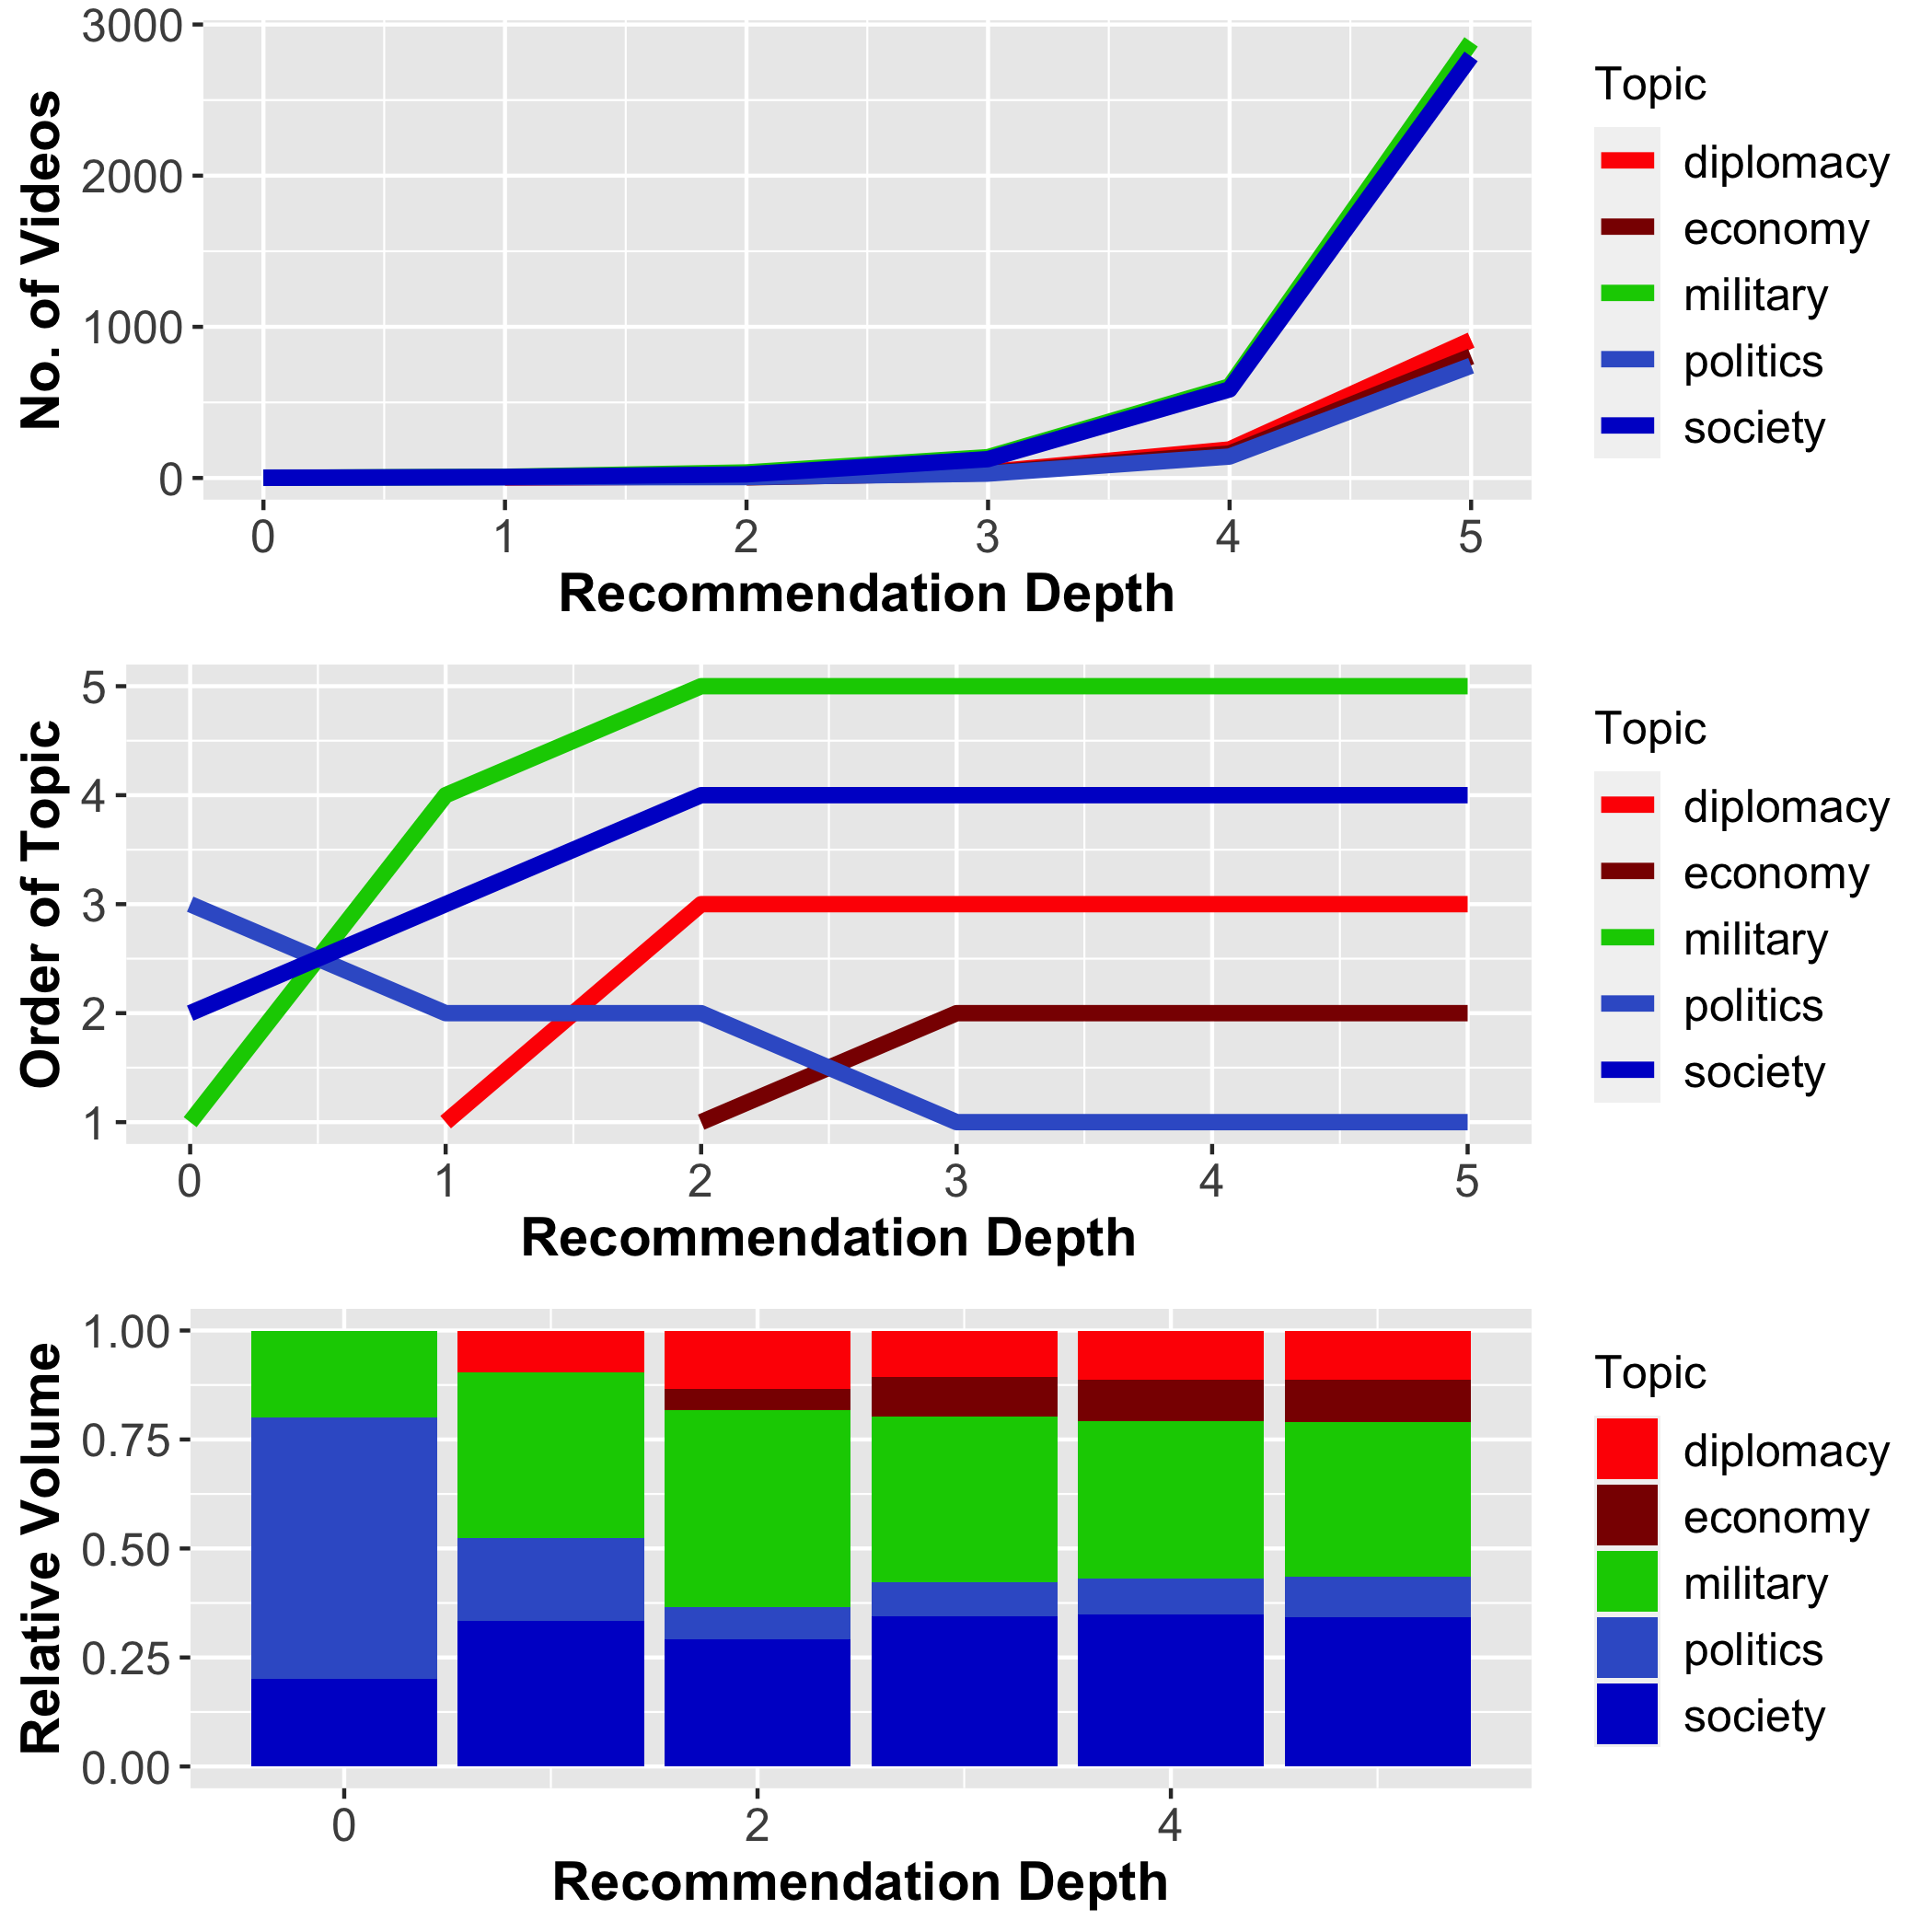 3000
2000
1000
0
No. of Videos
0 1 2 3 4 5
Recommendation Depth
Topic
diplomacy
economy
military
politics
society
5
4
3
2
1
Order of Topic
0 1 2 3 4 5
Recommendation Depth
Topic
diplomacy
economy
military
politics
society
1.00
0.75
0.50
0.25
0.00
Relative Volume
0 2 4
Recommendation Depth
Topic
diplomacy
economy
military
politics
society